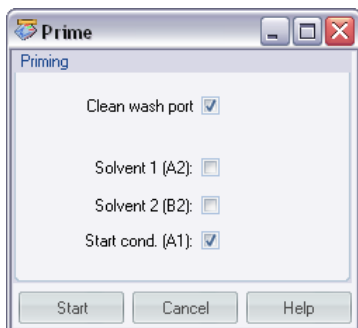 Prime
Priming
Clean wash port
Solvent 1 (A2):
Solvent 2 (B2):
Start cond. (A1):
Start Cancel Help